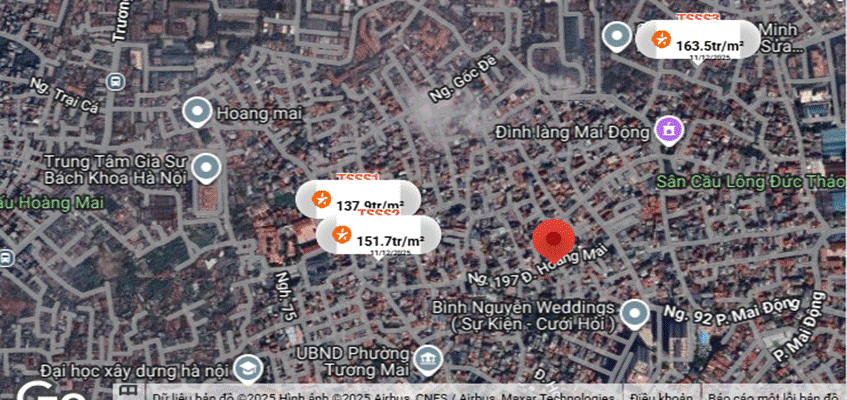 Trươn
TSSS3
163.5tr/m²
11/12/2025
Minh
Sửa...
Ng. Trại Cá
Ng. Gốc Đề
Hoang mai
Đình làng Mai Động
Trung Tâm Gia Sư
Bách Khoa Hà Nội
TSSS1
137.9tr/m²
Sân Cầu Lông Đức Thảo
ầu Hoàng Mai
TSSS2
151.7tr/m²
11/12/2025
Ng. 197 Đ. Hoàng Mai
Ngh. 75
Bình Nguyễn Weddings
( Sự Kiện - Cưới Hỏi )
Ng. 92 P. Mai Động
P. Mai Động
UBND Phường
Tương Mai
Đại học xây dựng hà nội
Dữ liệu bản đồ ©2025 Hình ảnh ©2025 Airbus, CNES / Airbus, Maxar Technologies
Điều khoản
Báo cáo một lỗi bản đồ